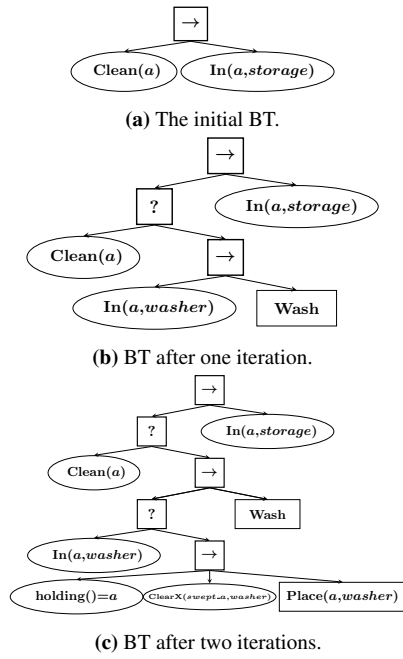 →
Clean(a) In(a,storage)
(a) The initial BT.
→
? In(a,storage)
Clean(a) →
In(a,washer) Wash
(b) BT after one iteration.
→
? In(a,storage)
Clean(a) →
? Wash
In(a,washer) →
holding()=a ClearX(swept_a,washer) Place(a,washer)
(c) BT after two iterations.